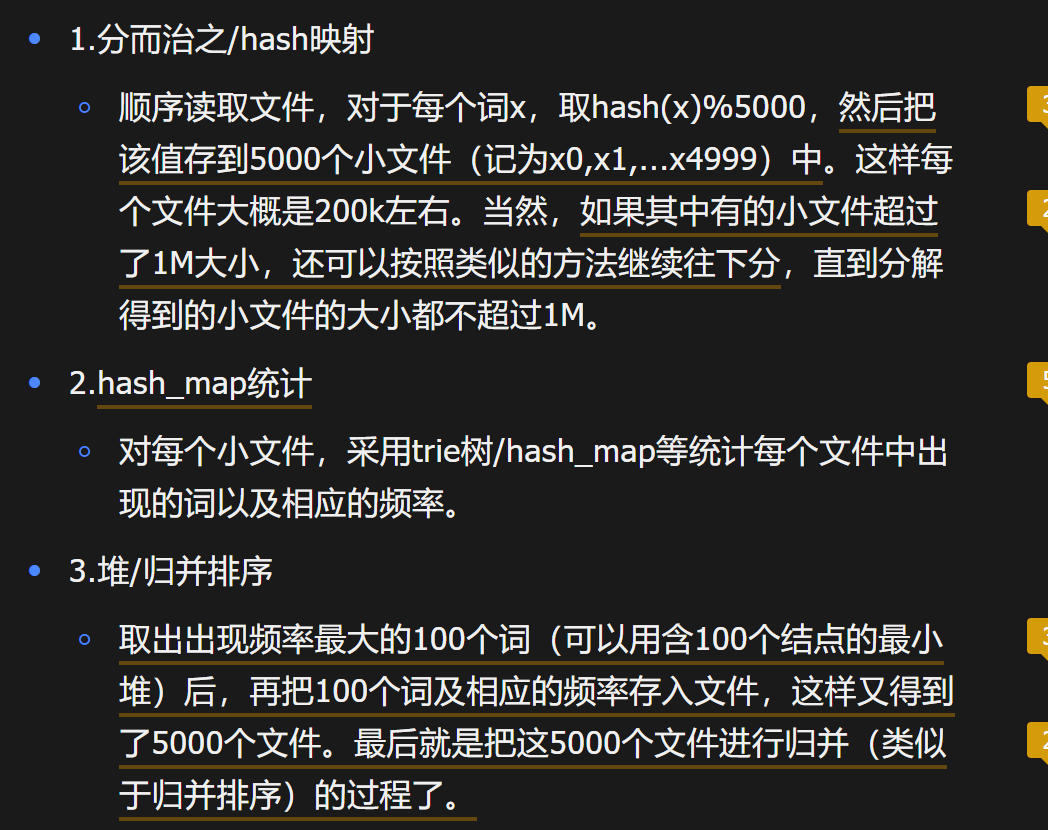 1.分而治之/hash映射
顺序读取文件，对于每个词x，取hash(x)%5000，然后把
该值存到5000个小文件（记为x0,x1,...x4999）中。这样每
个文件大概是200k左右。当然，如果其中有的小文件超过
了1M大小，还可以按照类似的方法继续往下分，直到分解
得到的小文件的大小都不超过1M。
2.hash_map统计
对每个小文件，采用trie树/hash_map等统计每个文件中出
现的词以及相应的频率。
3.堆/归并排序
取出出现频率最大的100个词（可以用含100个结点的最小
堆）后，再把100个词及相应的频率存入文件，这样又得到
了5000个文件。最后就是把这5000个文件进行归并（类似
于归并排序）的过程了。